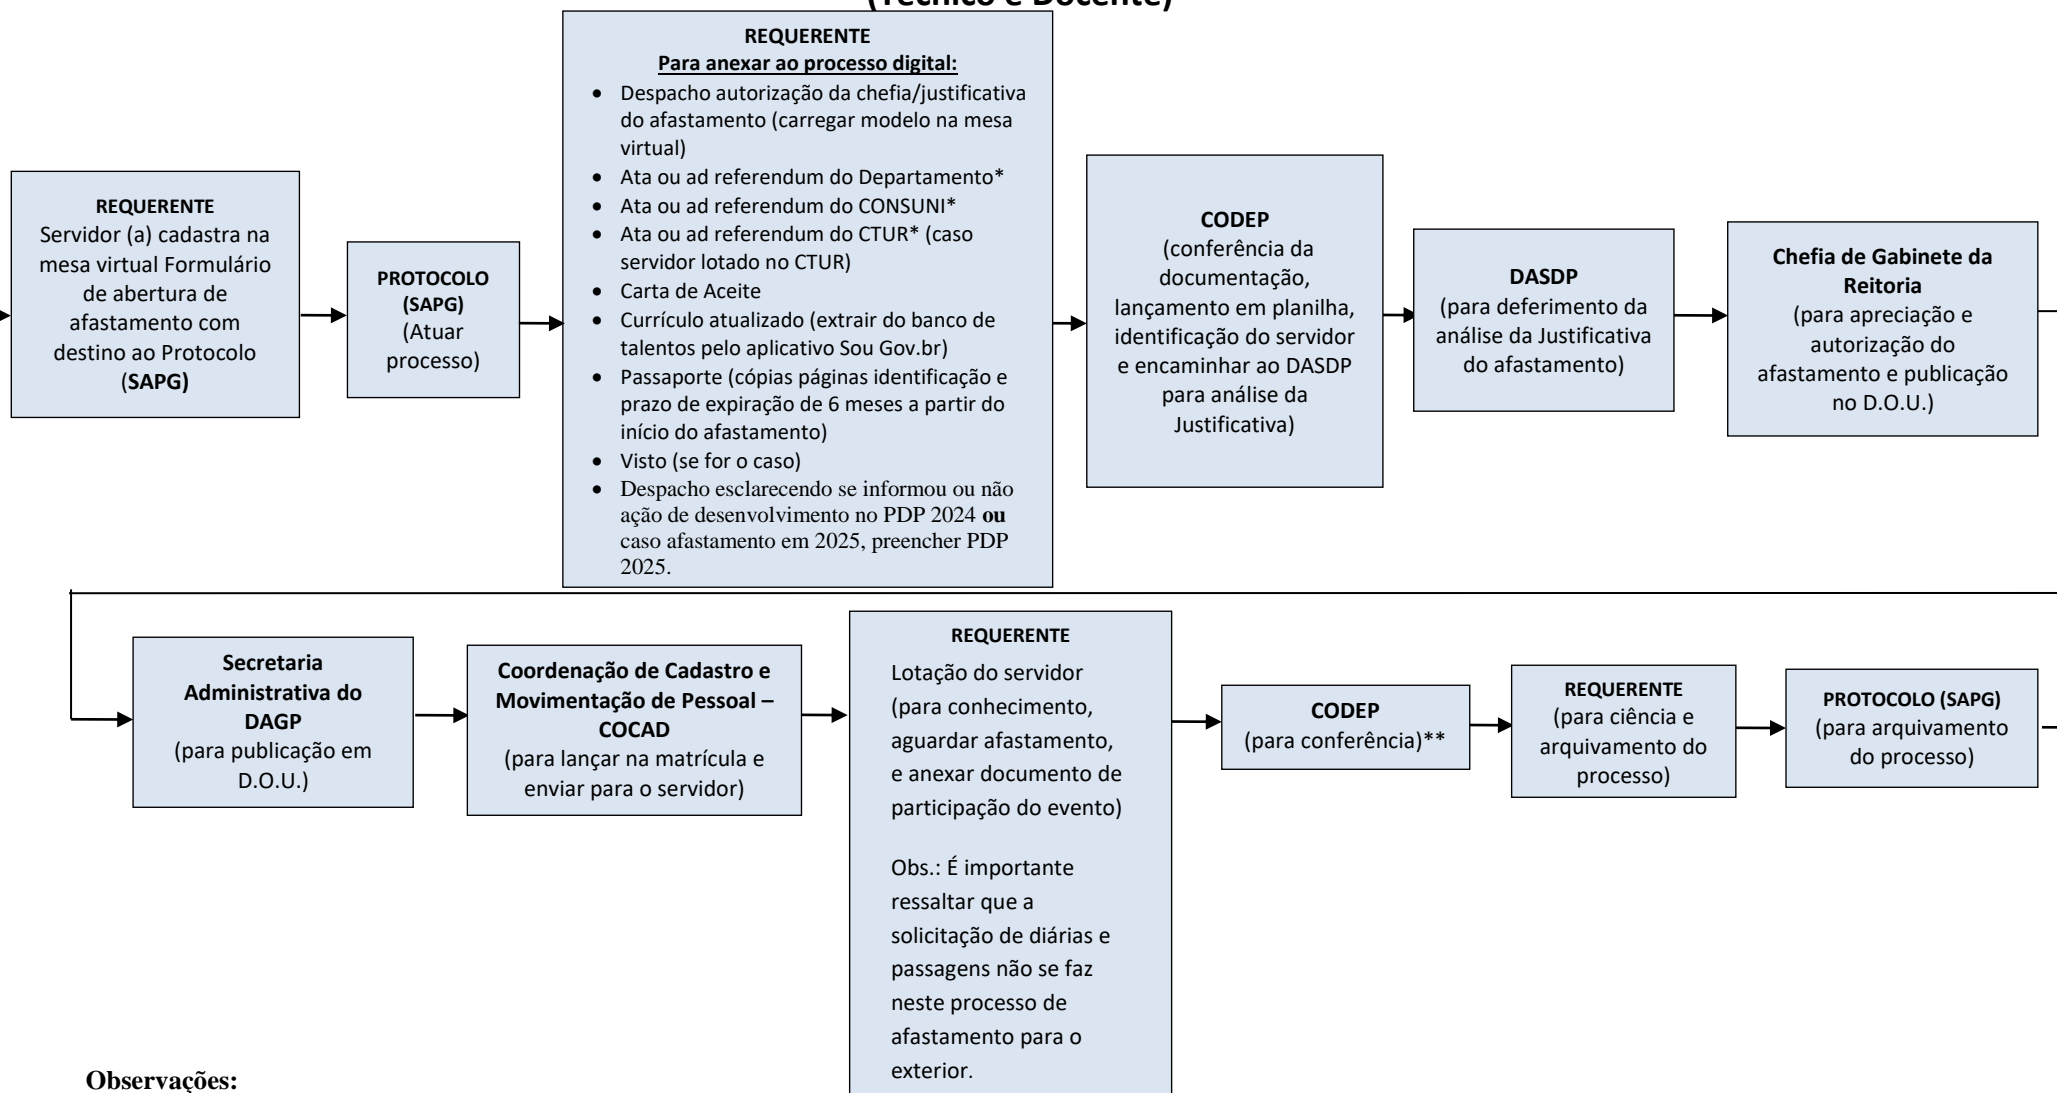 (Técnico e Docente)
REQUERENTE
Servidor (a) cadastra na
mesa virtual Formulário
de abertura de
afastamento com
destino ao Protocolo
(SAPG)
PROTOCOLO
(SAPG)
(Atuar
processo)
REQUERENTE
Para anexar ao processo digital:
• Despacho autorização da chefia/justificativa
do afastamento (carregar modelo na mesa
virtual)
• Ata ou ad referendum do Departamento*
• Ata ou ad referendum do CONSUNI*
• Ata ou ad referendum do CTUR* (caso
servidor lotado no CTUR)
• Carta de Aceite
• Currículo atualizado (extrair do banco de
talentos pelo aplicativo Sou Gov.br)
• Passaporte (cópias páginas identificação e
prazo de expiração de 6 meses a partir do
início do afastamento)
• Visto (se for o caso)
• Despacho esclarecendo se informou ou não
ação de desenvolvimento no PDP 2024 ou
caso afastamento em 2025, preencher PDP
2025.
CODEP
(conferência da
documentação,
lançamento em planilha,
identificação do servidor
e encaminhar ao DASDP
para análise da
Justificativa)
DASDP
(para deferimento da
análise da Justificativa
do afastamento)
Chefia de Gabinete da
Reitoria
(para apreciação e
autorização do
afastamento e publicação
no D.O.U.)
Secretaria
Administrativa do
DAGP
(para publicação em
D.O.U.)
Coordenação de Cadastro e
Movimentação de Pessoal –
COCAD
(para lançar na matrícula e
enviar para o servidor)
REQUERENTE
Lotação do servidor
(para conhecimento,
aguardar afastamento,
e anexar documento de
participação do evento)
Obs.: É importante
ressaltar que a
solicitação de diárias e
passagens não se faz
neste processo de
afastamento para o
exterior.
CODEP
(para conferência)**
REQUERENTE
(para ciência e
arquivamento do
processo)
PROTOCOLO (SAPG)
(para arquivamento
do processo)
Observações: